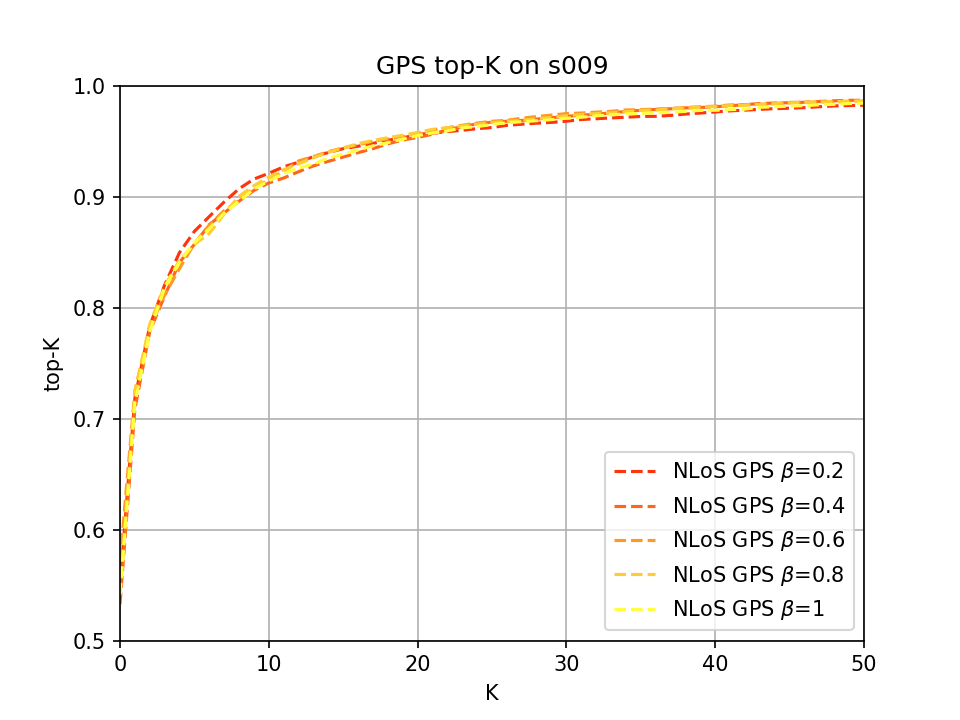 GPS top-K on s009
1.0
0.9
0.8
0.7
0.6
0.5
top-K
NLoS GPS β=0.2
NLoS GPS β=0.4
NLoS GPS β=0.6
NLoS GPS β=0.8
NLoS GPS β=1
0 10 20 30 40 50
K